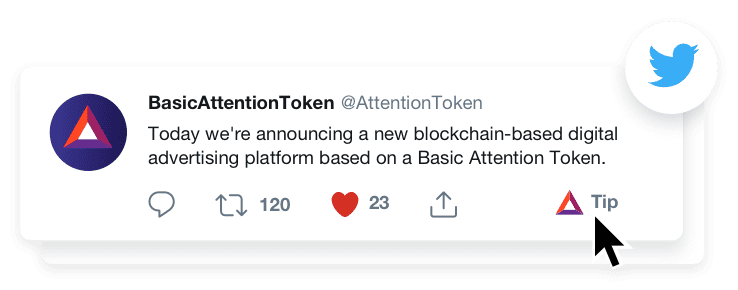 BasicAttentionToken @AttentionToken
Today we're announcing a new blockchain-based digital
advertising platform based on a Basic Attention Token.
120 23 Tip